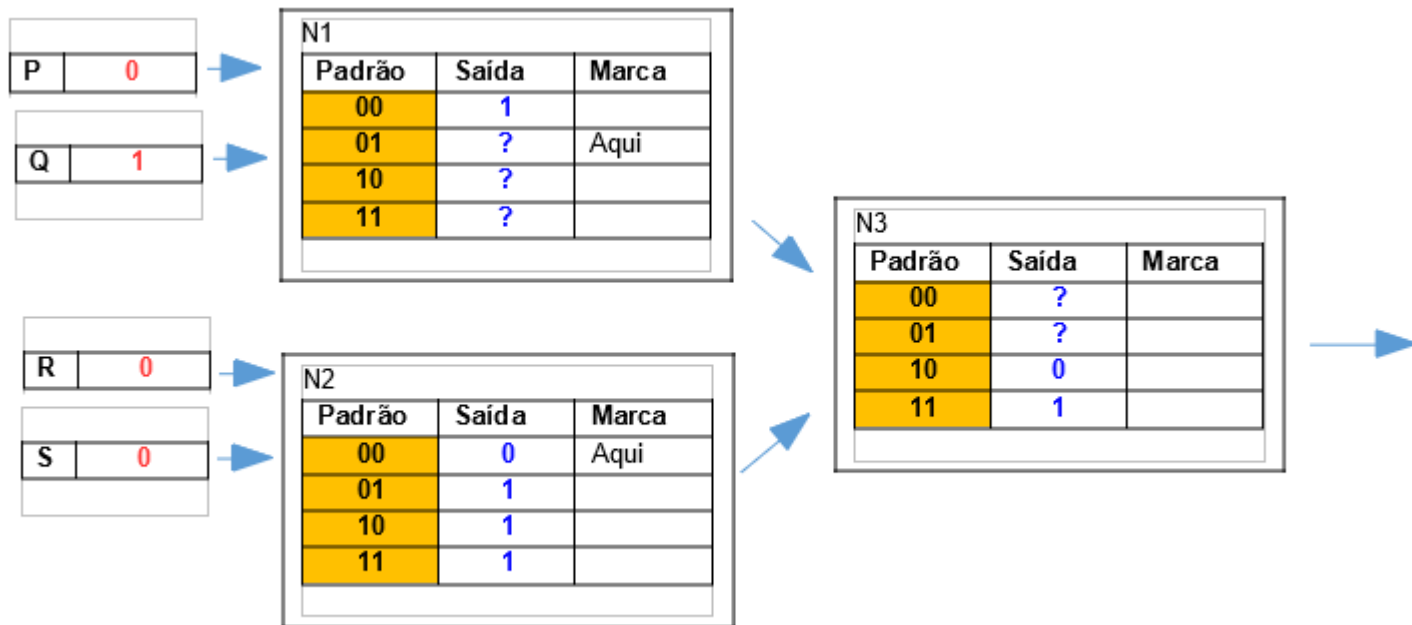 P 0
Q 1
N1
Padrão Saída Marca
00 1
01 ? Aqui
10 ?
11 ?
R 0
S 0
N2
Padrão Saída Marca
00 0 Aqui
01 1
10 1
11 1
N3
Padrão Saída Marca
00 ?
01 ?
10 0
11 1